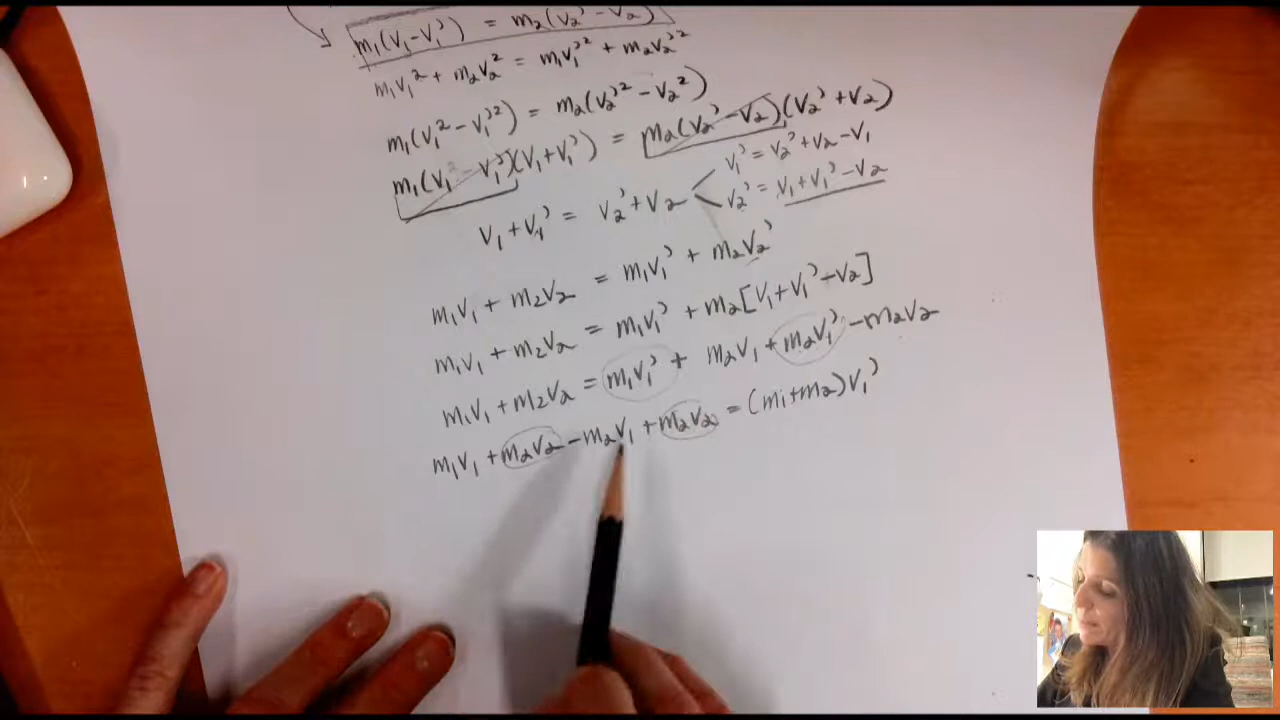 m₁(V₁-V₁') = m₂(V₂'-V₂)
m₁V₁² + m₂V₂² = m₁V₁'² + m₂V₂'²
m₁(V₁² - V₁'²) = m₂(V₂'² - V₂²)
m₁(V₁ - V₁')(V₁+V₁') = m₂(V₂' - V₂)(V₂' + V₂)
V₁+V₁' = V₂'+V₂
V₁' = V₂'+V₂-V₁
V₂' = V₁+V₁'-V₂
m₁V₁ + m₂V₂ = m₁V₁' + m₂V₂'
m₁V₁ + m₂V₂ = m₁V₁' + m₂[V₁+V₁'-V₂]
m₁V₁ + m₂V₂ = m₁V₁' + m₂V₁ + m₂V₁' - m₂V₂
m₁V₁ + m₂V₂ - m₂V₁ + m₂V₂ = (m₁+m₂)V₁'